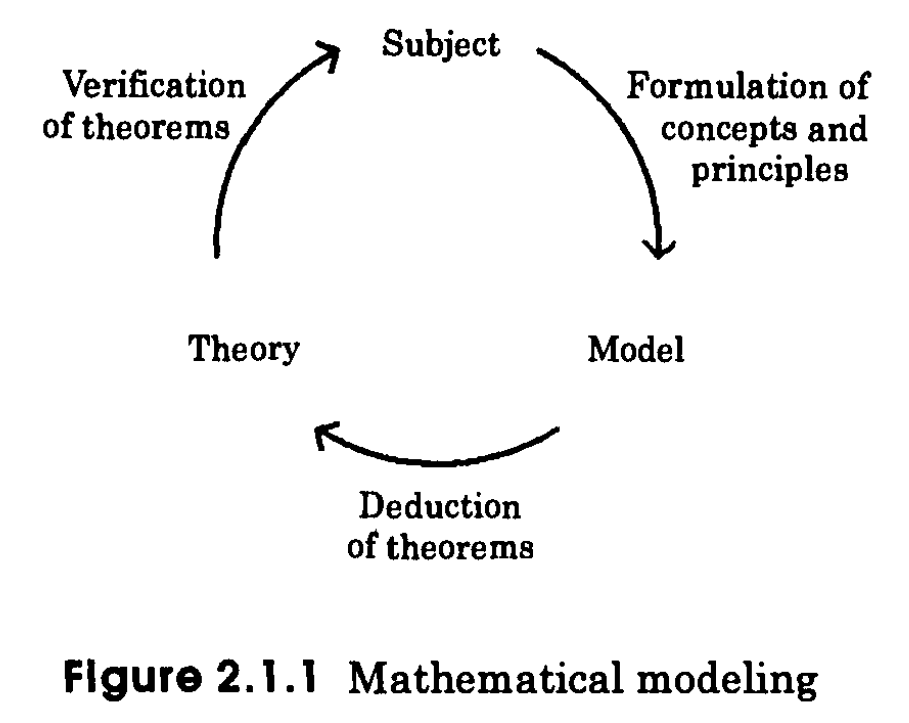 Subject
Verification
of theorems
Formulation of
concepts and
principles
Theory
Model
Deduction
of theorems
Figure 2.1.1 Mathematical modeling